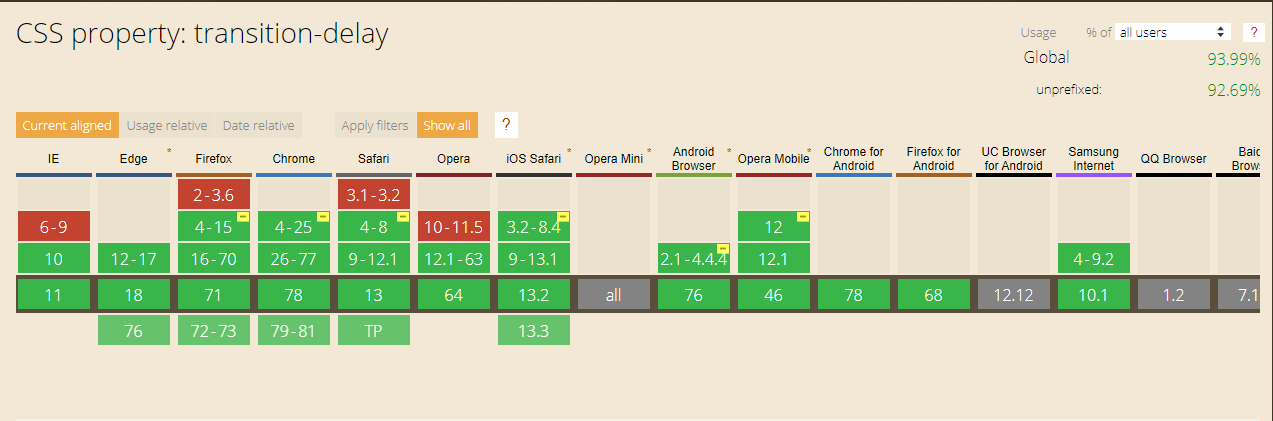 CSS property: transition-delay
Usage % of all users ?
Global 93.99%
unprefixed: 92.69%
Current aligned Usage relative Date relative Apply filters Show all ?
IE Edge * Firefox Chrome Safari Opera iOS Safari * Opera Mini * Android Browser * Opera Mobile * Chrome for Android Firefox for Android UC Browser for Android Samsung Internet QQ Browser
2-3.6 3.1-3.2
6-9 4-15 4-25 4-8 10-11.5 3.2-8.4 12
10 12-17 16-70 26-77 9-12.1 12.1-63 9-13.1 2.1-4.4.4 12.1 4-9.2
11 18 71 78 13 64 13.2 all 76 46 78 68 12.12 10.1 1.2 7.1
76 72-73 79-81 TP 13.3